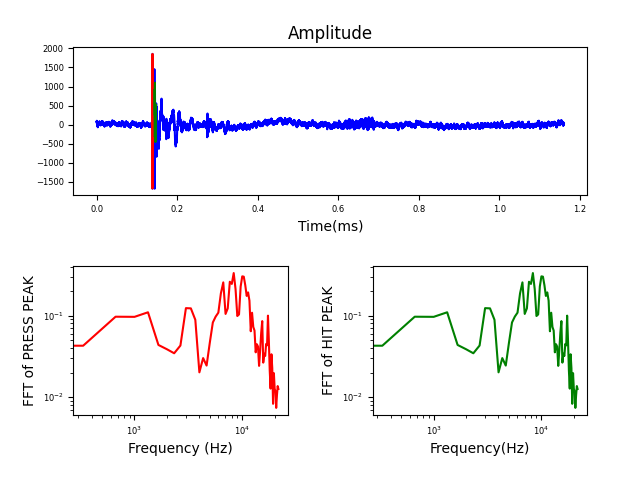 Amplitude
2000
1500
1000
500
0
−500
−1000
−1500
0.0 0.2 0.4 0.6 0.8 1.0 1.2
Time(ms)
FFT of PRESS PEAK
10⁻¹
10⁻²
10³ 10⁴
Frequency (Hz)
FFT of HIT PEAK
10⁻¹
10⁻²
10³ 10⁴
Frequency(Hz)